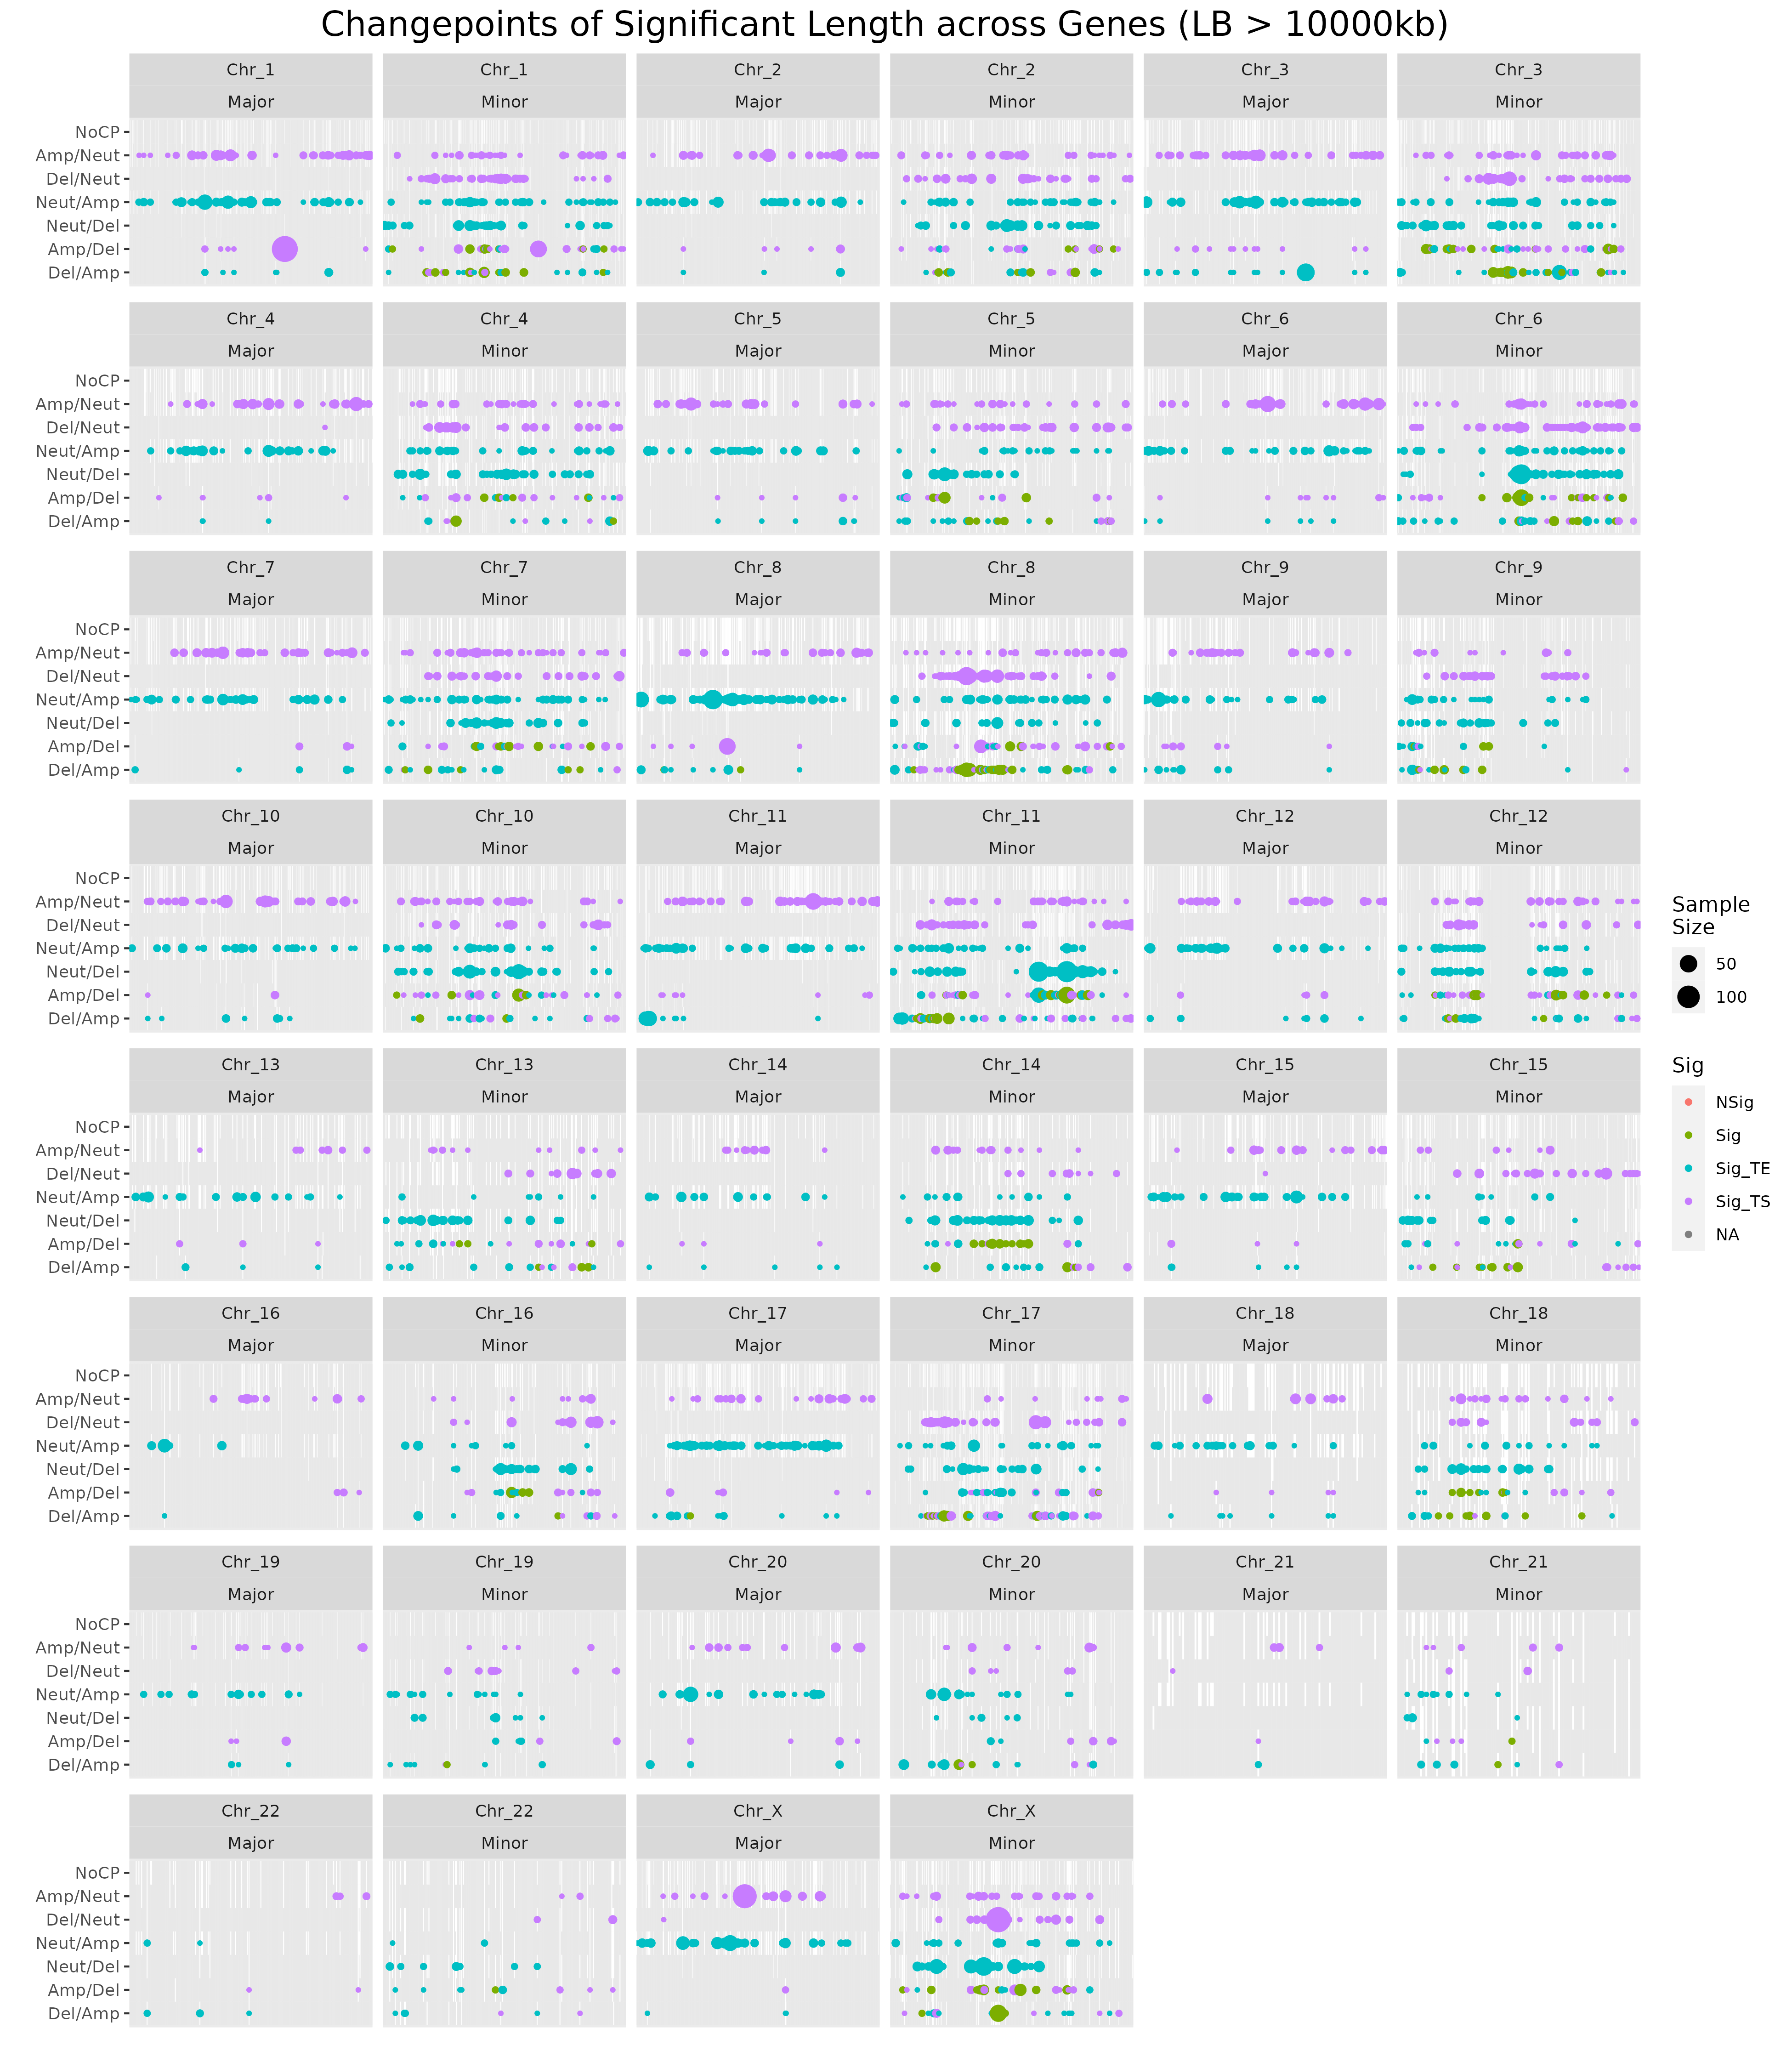 Changepoints of Significant Length across Genes (LB > 10000kb)
Chr_1 Chr_1 Chr_2 Chr_2 Chr_3 Chr_3
Major Minor Major Minor Major Minor
NoCP
Amp/Neut
Del/Neut
Neut/Amp
Neut/Del
Amp/Del
Del/Amp
Chr_4 Chr_4 Chr_5 Chr_5 Chr_6 Chr_6
Major Minor Major Minor Major Minor
NoCP
Amp/Neut
Del/Neut
Neut/Amp
Neut/Del
Amp/Del
Del/Amp
Chr_7 Chr_7 Chr_8 Chr_8 Chr_9 Chr_9
Major Minor Major Minor Major Minor
NoCP
Amp/Neut
Del/Neut
Neut/Amp
Neut/Del
Amp/Del
Del/Amp
Chr_10 Chr_10 Chr_11 Chr_11 Chr_12 Chr_12
Major Minor Major Minor Major Minor
NoCP
Amp/Neut
Del/Neut
Neut/Amp
Neut/Del
Amp/Del
Del/Amp
Chr_13 Chr_13 Chr_14 Chr_14 Chr_15 Chr_15
Major Minor Major Minor Major Minor
NoCP
Amp/Neut
Del/Neut
Neut/Amp
Neut/Del
Amp/Del
Del/Amp
Chr_16 Chr_16 Chr_17 Chr_17 Chr_18 Chr_18
Major Minor Major Minor Major Minor
NoCP
Amp/Neut
Del/Neut
Neut/Amp
Neut/Del
Amp/Del
Del/Amp
Chr_19 Chr_19 Chr_20 Chr_20 Chr_21 Chr_21
Major Minor Major Minor Major Minor
NoCP
Amp/Neut
Del/Neut
Neut/Amp
Neut/Del
Amp/Del
Del/Amp
Chr_22 Chr_22 Chr_X Chr_X
Major Minor Major Minor
NoCP
Amp/Neut
Del/Neut
Neut/Amp
Neut/Del
Amp/Del
Del/Amp
Sample
Size
50
100
Sig
NSig
Sig
Sig_TE
Sig_TS
NA